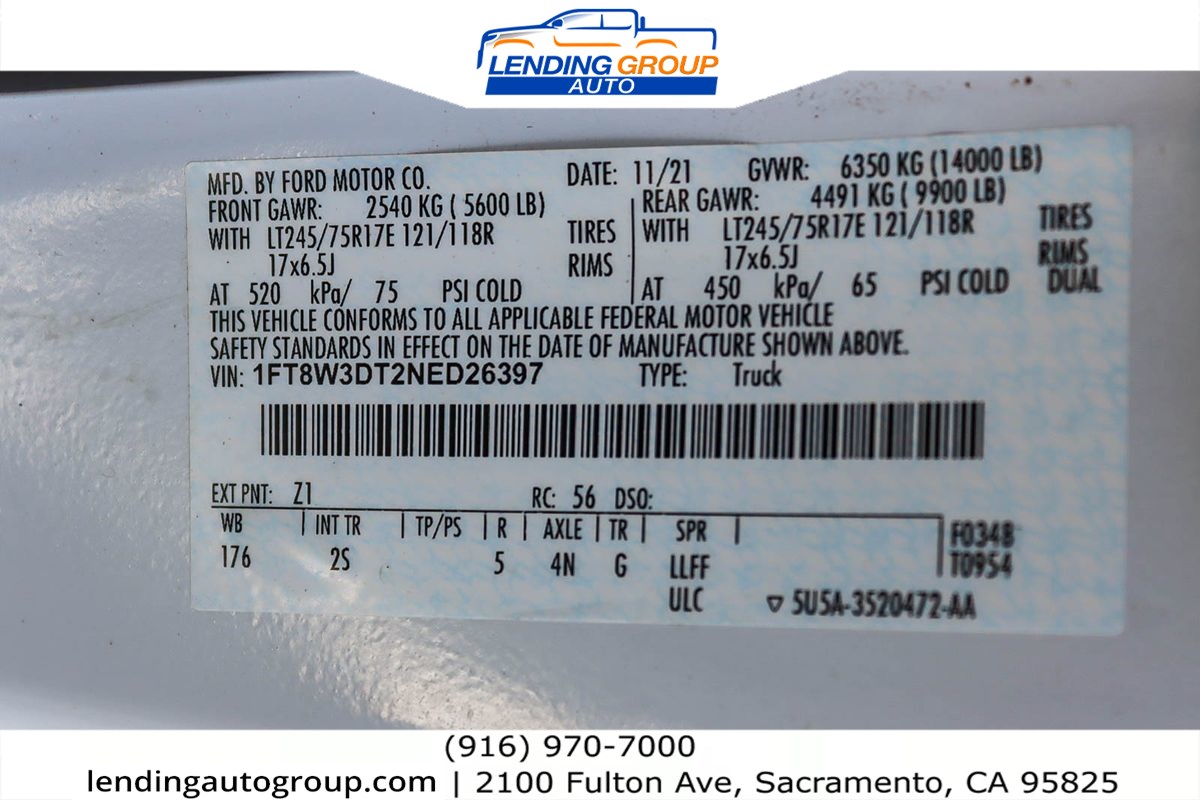 LENDING GROUP
AUTO
MFD. BY FORD MOTOR CO. DATE: 11/21 GVWR: 6350 KG (14000 LB)
FRONT GAWR: 2540 KG ( 5600 LB) REAR GAWR: 4491 KG ( 9900 LB)
WITH LT245/75R17E 121/118R TIRES WITH LT245/75R17E 121/118R TIRES
17x6.5J RIMS 17x6.5J RIMS
AT 520 kPa/ 75 PSI COLD AT 450 kPa/ 65 PSI COLD DUAL
THIS VEHICLE CONFORMS TO ALL APPLICABLE FEDERAL MOTOR VEHICLE
SAFETY STANDARDS IN EFFECT ON THE DATE OF MANUFACTURE SHOWN ABOVE.
VIN: 1FT8W3DT2NED26397 TYPE: Truck
EXT PNT: Z1 RC: 56 DSO:
WB | INT TR | TP/PS | R | AXLE | TR | SPR | F034B
176 2S 5 4N G LLFF T0954
ULC ▽ 5U5A-3520472-AA
(916) 970-7000
lendingautogroup.com | 2100 Fulton Ave, Sacramento, CA 95825